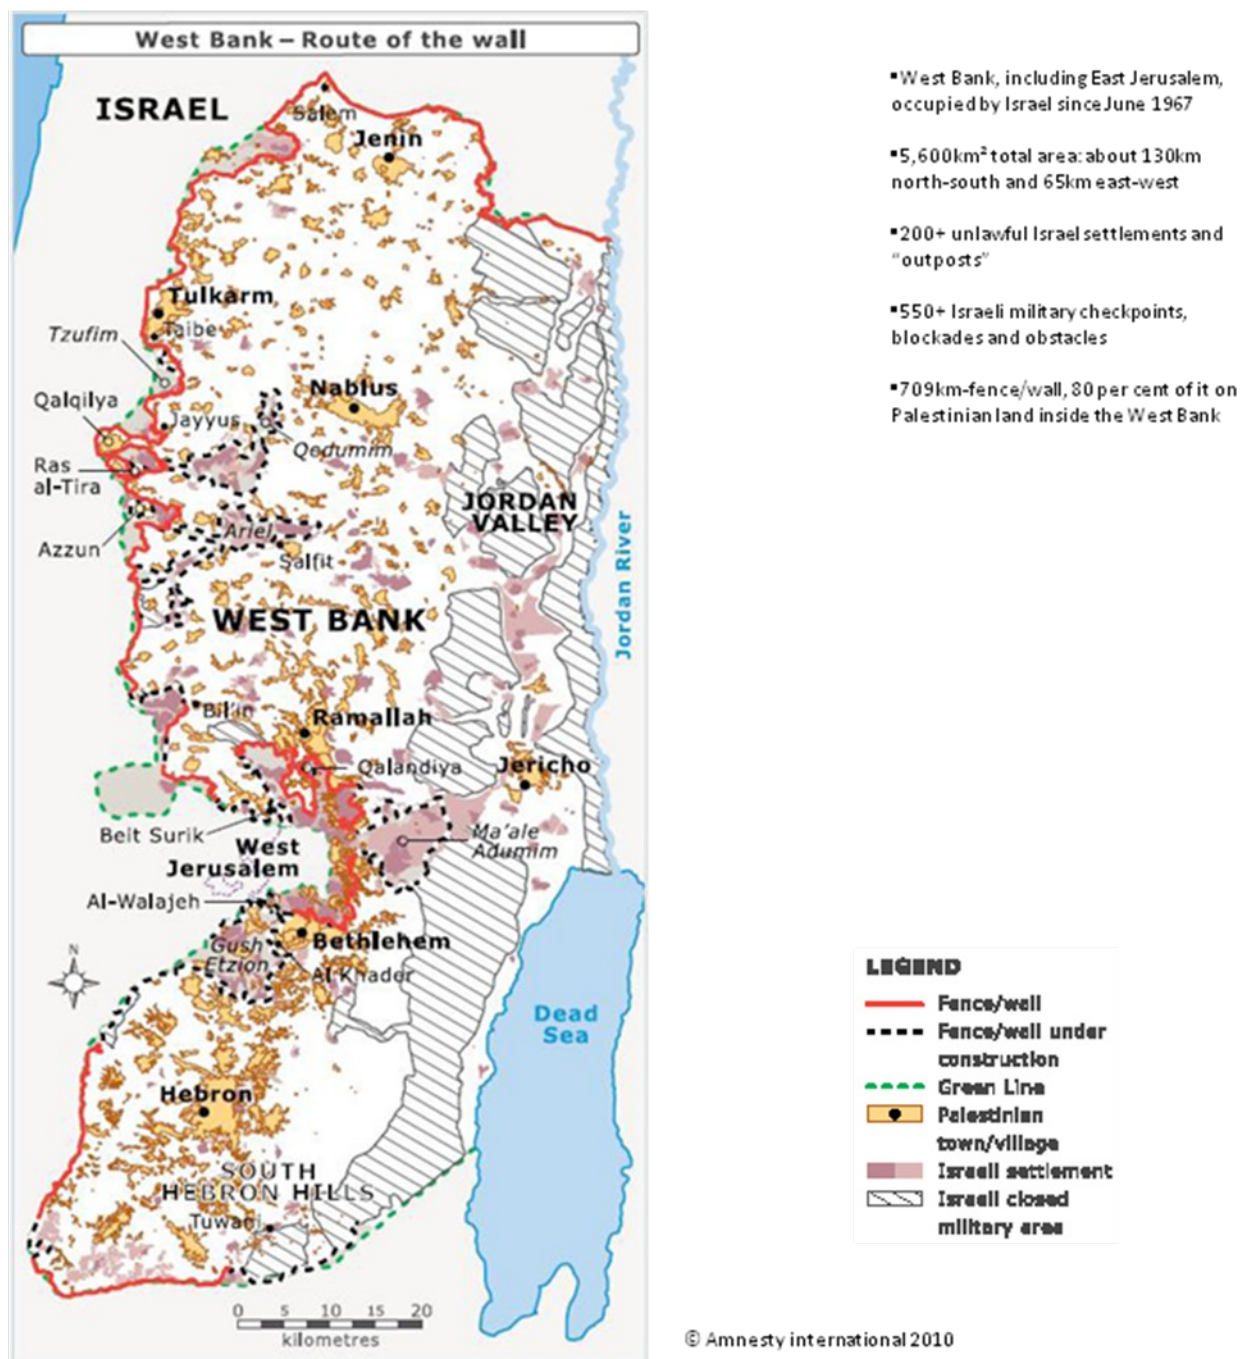 West Bank – Route of the wall
ISRAEL
Salem
Jenin
Tulkarm
Taibe
Tzufim
Nablus
Qalqilya
Jayyus
Qedumim
Ras
al-Tira
JORDAN
VALLEY
Ariel
Azzun
Salfit
Jordan River
WEST BANK
Bil'in
Ramallah
Qalandiya
Jericho
Beit Surik
Ma'ale
Adumim
West
Jerusalem
Al-Walajeh
Bethlehem
Gush
Etzion
Al Khader
N
Dead
Sea
Hebron
SOUTH
HEBRON HILLS
Tuwani
0 5 10 15 20
kilometres
▪West Bank, including East Jerusalem,
occupied by Israel since June 1967
▪5,600km² total area: about 130km
north-south and 65km east-west
▪200+ unlawful Israel settlements and
“outposts”
▪550+ Israeli military checkpoints,
blockades and obstacles
▪709km-fence/wall, 80 per cent of it on
Palestinian land inside the West Bank
LEGEND
Fence/wall
Fence/wall under
construction
Green Line
Palestinian
town/village
Israeli settlement
Israeli closed
military area
© Amnesty international 2010